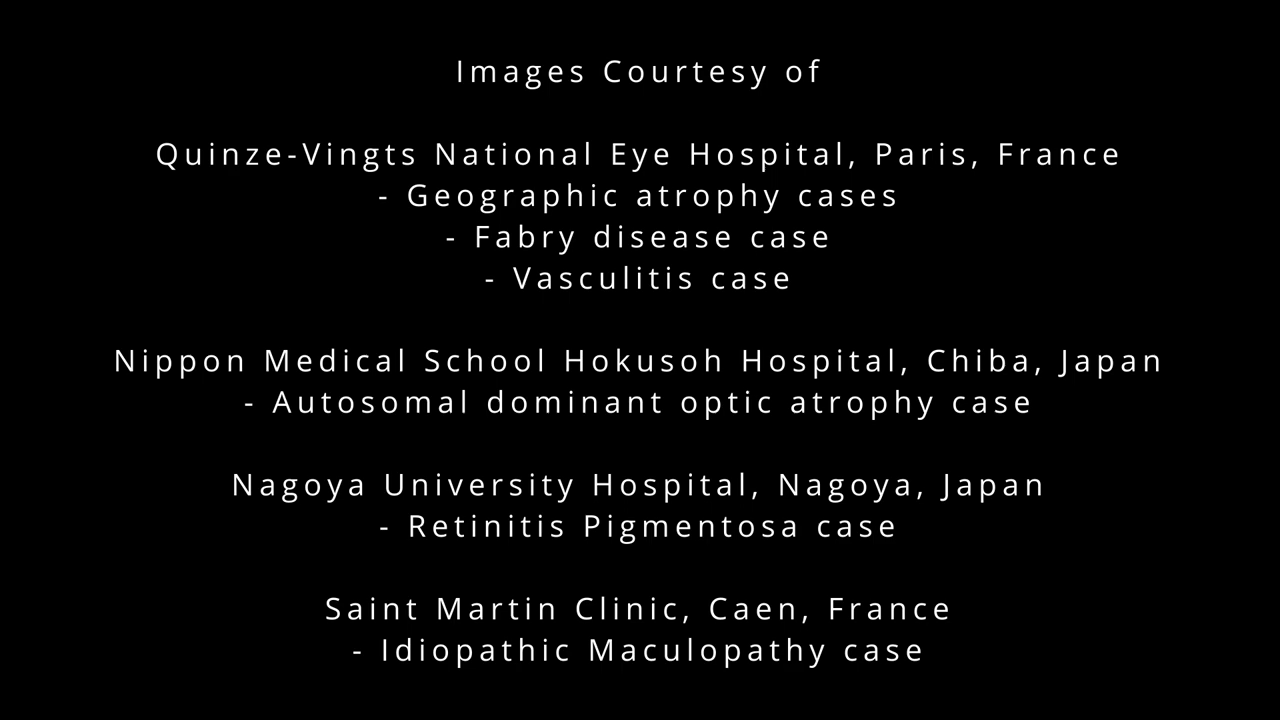 Images Courtesy of
Quinze-Vingts National Eye Hospital, Paris, France
- Geographic atrophy cases
- Fabry disease case
- Vasculitis case
Nippon Medical School Hokusoh Hospital, Chiba, Japan
- Autosomal dominant optic atrophy case
Nagoya University Hospital, Nagoya, Japan
- Retinitis Pigmentosa case
Saint Martin Clinic, Caen, France
- Idiopathic Maculopathy case